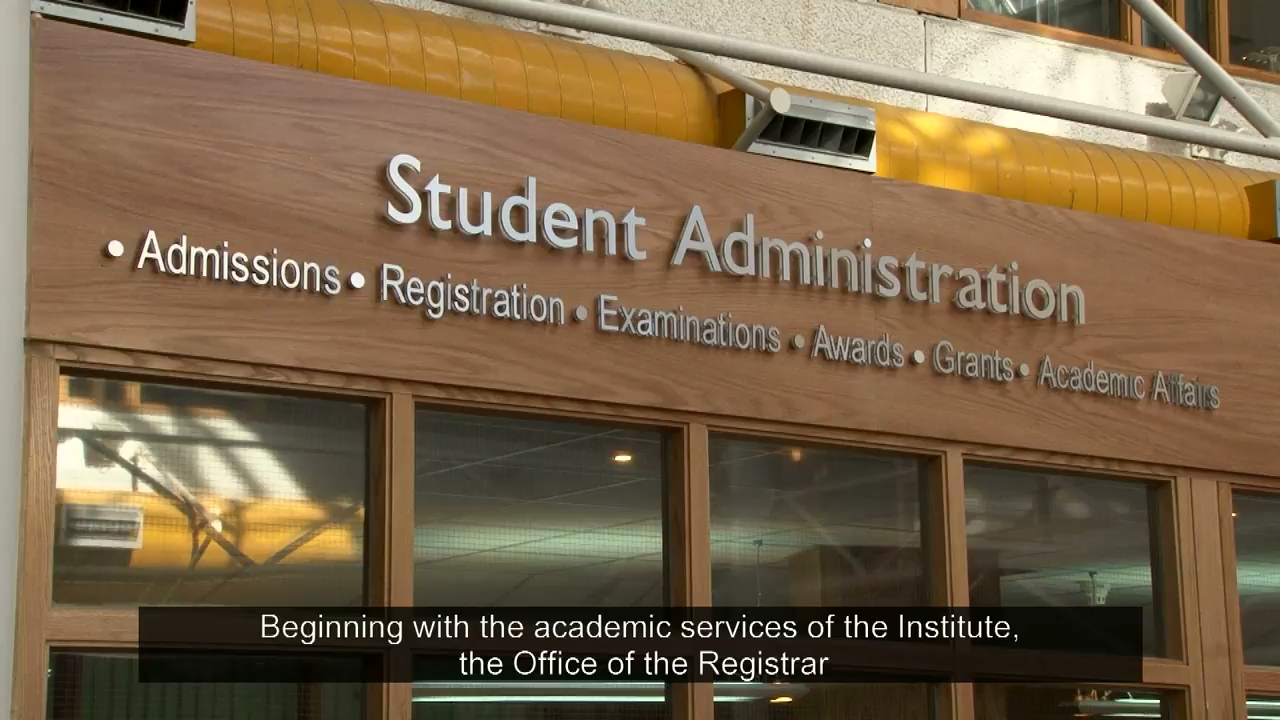 Student Administration
• Admissions • Registration • Examinations • Awards • Grants • Academic Affairs
Beginning with the academic services of the Institute,
the Office of the Registrar